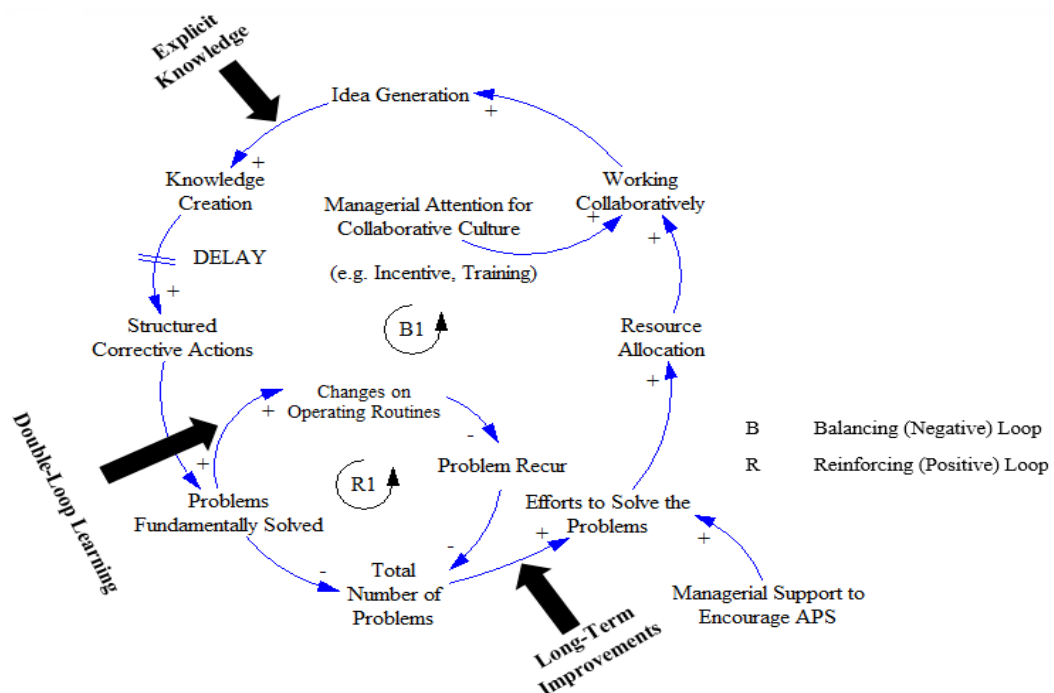 Explicit
Knowledge
Idea Generation
+
+
Knowledge
Creation
Working
Collaboratively
Managerial Attention for
Collaborative Culture
+
+
(e.g. Incentive, Training)
DELAY
+
B1
Structured
Corrective Actions
Resource
Allocation
+
Changes on
Operating Routines
+
-
B Balancing (Negative) Loop
R Reinforcing (Positive) Loop
Double-Loop Learning
+
R1
Problem Recur
Problems
Fundamentally Solved
Efforts to Solve the
Problems
+
+
-
-
Total
Number of
Problems
Managerial Support to
Encourage APS
Long-Term
Improvements